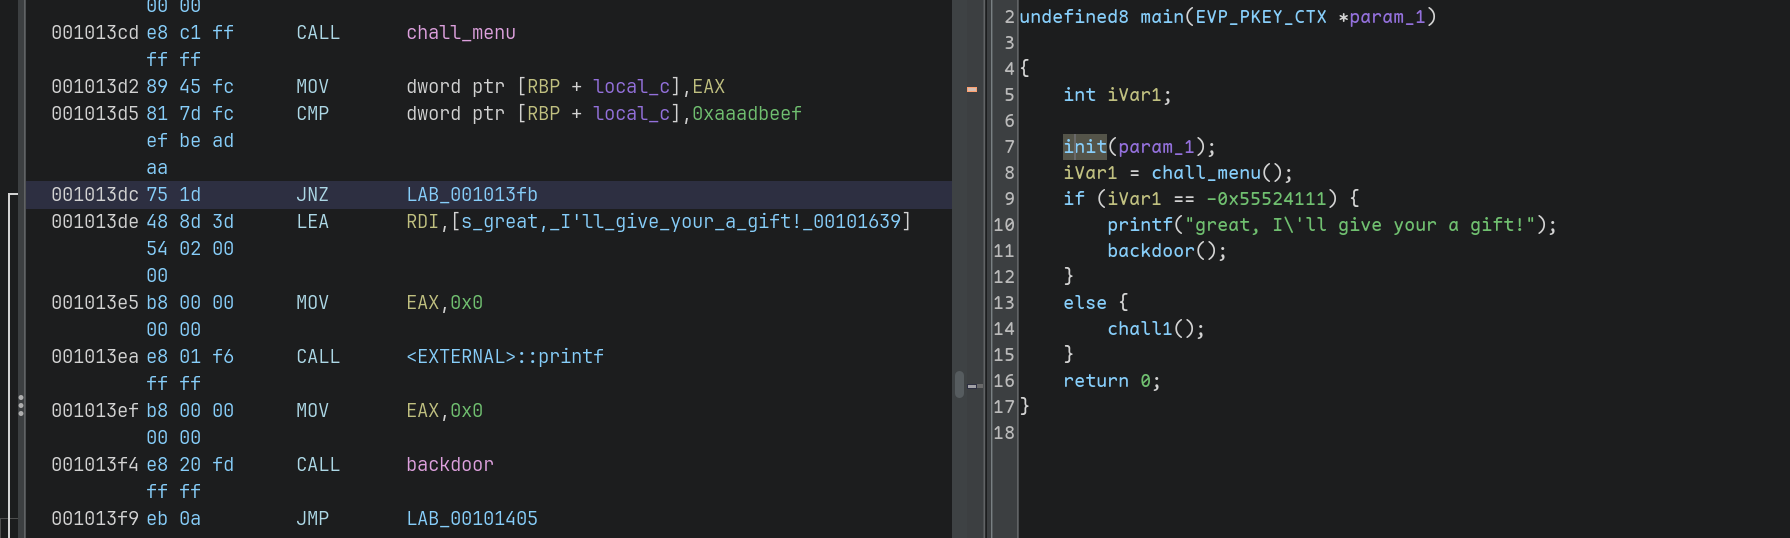 00 00
001013cd e8 c1 ff CALL chall_menu
ff ff
001013d2 89 45 fc MOV dword ptr [RBP + local_c],EAX
001013d5 81 7d fc CMP dword ptr [RBP + local_c],0xaaadbeef
ef be ad
aa
001013dc 75 1d JNZ LAB_001013fb
001013de 48 8d 3d LEA RDI,[s_great,_I'll_give_your_a_gift!_00101639]
54 02 00
00
001013e5 b8 00 00 MOV EAX,0x0
00 00
001013ea e8 01 f6 CALL <EXTERNAL>::printf
ff ff
001013ef b8 00 00 MOV EAX,0x0
00 00
001013f4 e8 20 fd CALL backdoor
ff ff
001013f9 eb 0a JMP LAB_00101405
2 undefined8 main(EVP_PKEY_CTX *param_1)
3
4 {
5 int iVar1;
6
7 init(param_1);
8 iVar1 = chall_menu();
9 if (iVar1 == -0x55524111) {
10 printf("great, I\'ll give your a gift!");
11 backdoor();
12 }
13 else {
14 chall1();
15 }
16 return 0;
17 }
18